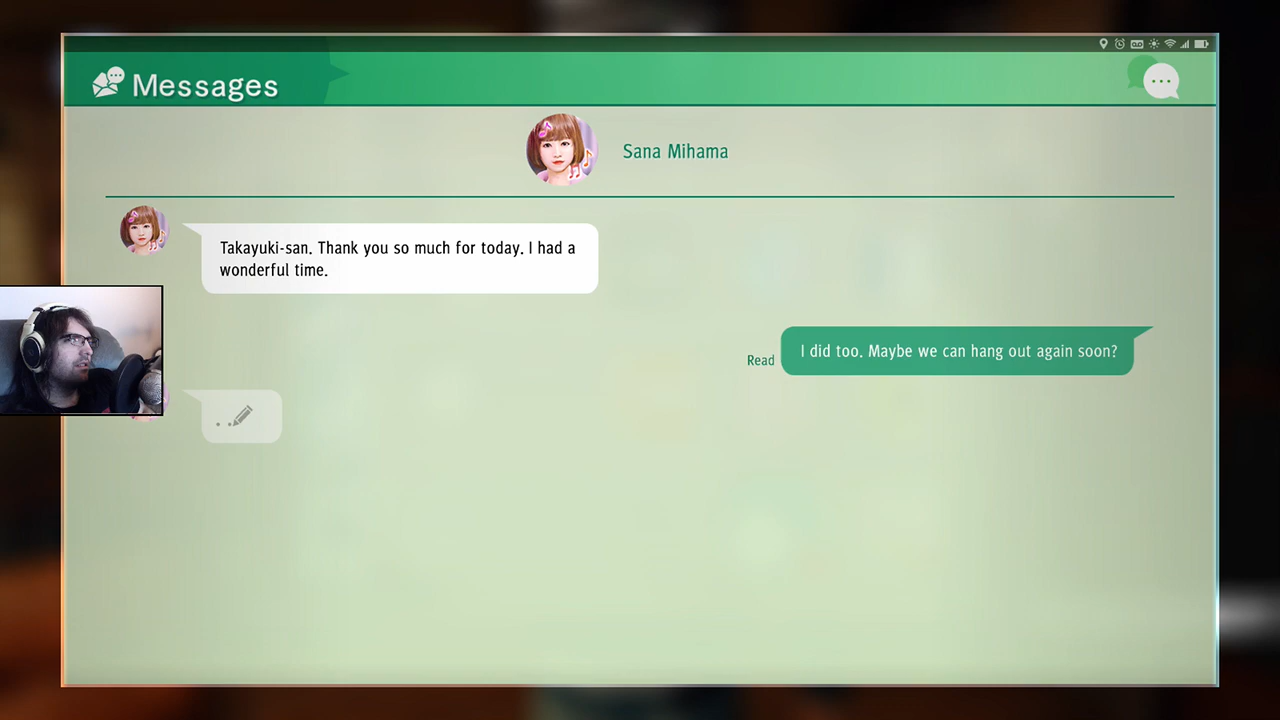 Messages
Sana Mihama
Takayuki-san. Thank you so much for today. I had a
wonderful time.
I did too. Maybe we can hang out again soon?
Read